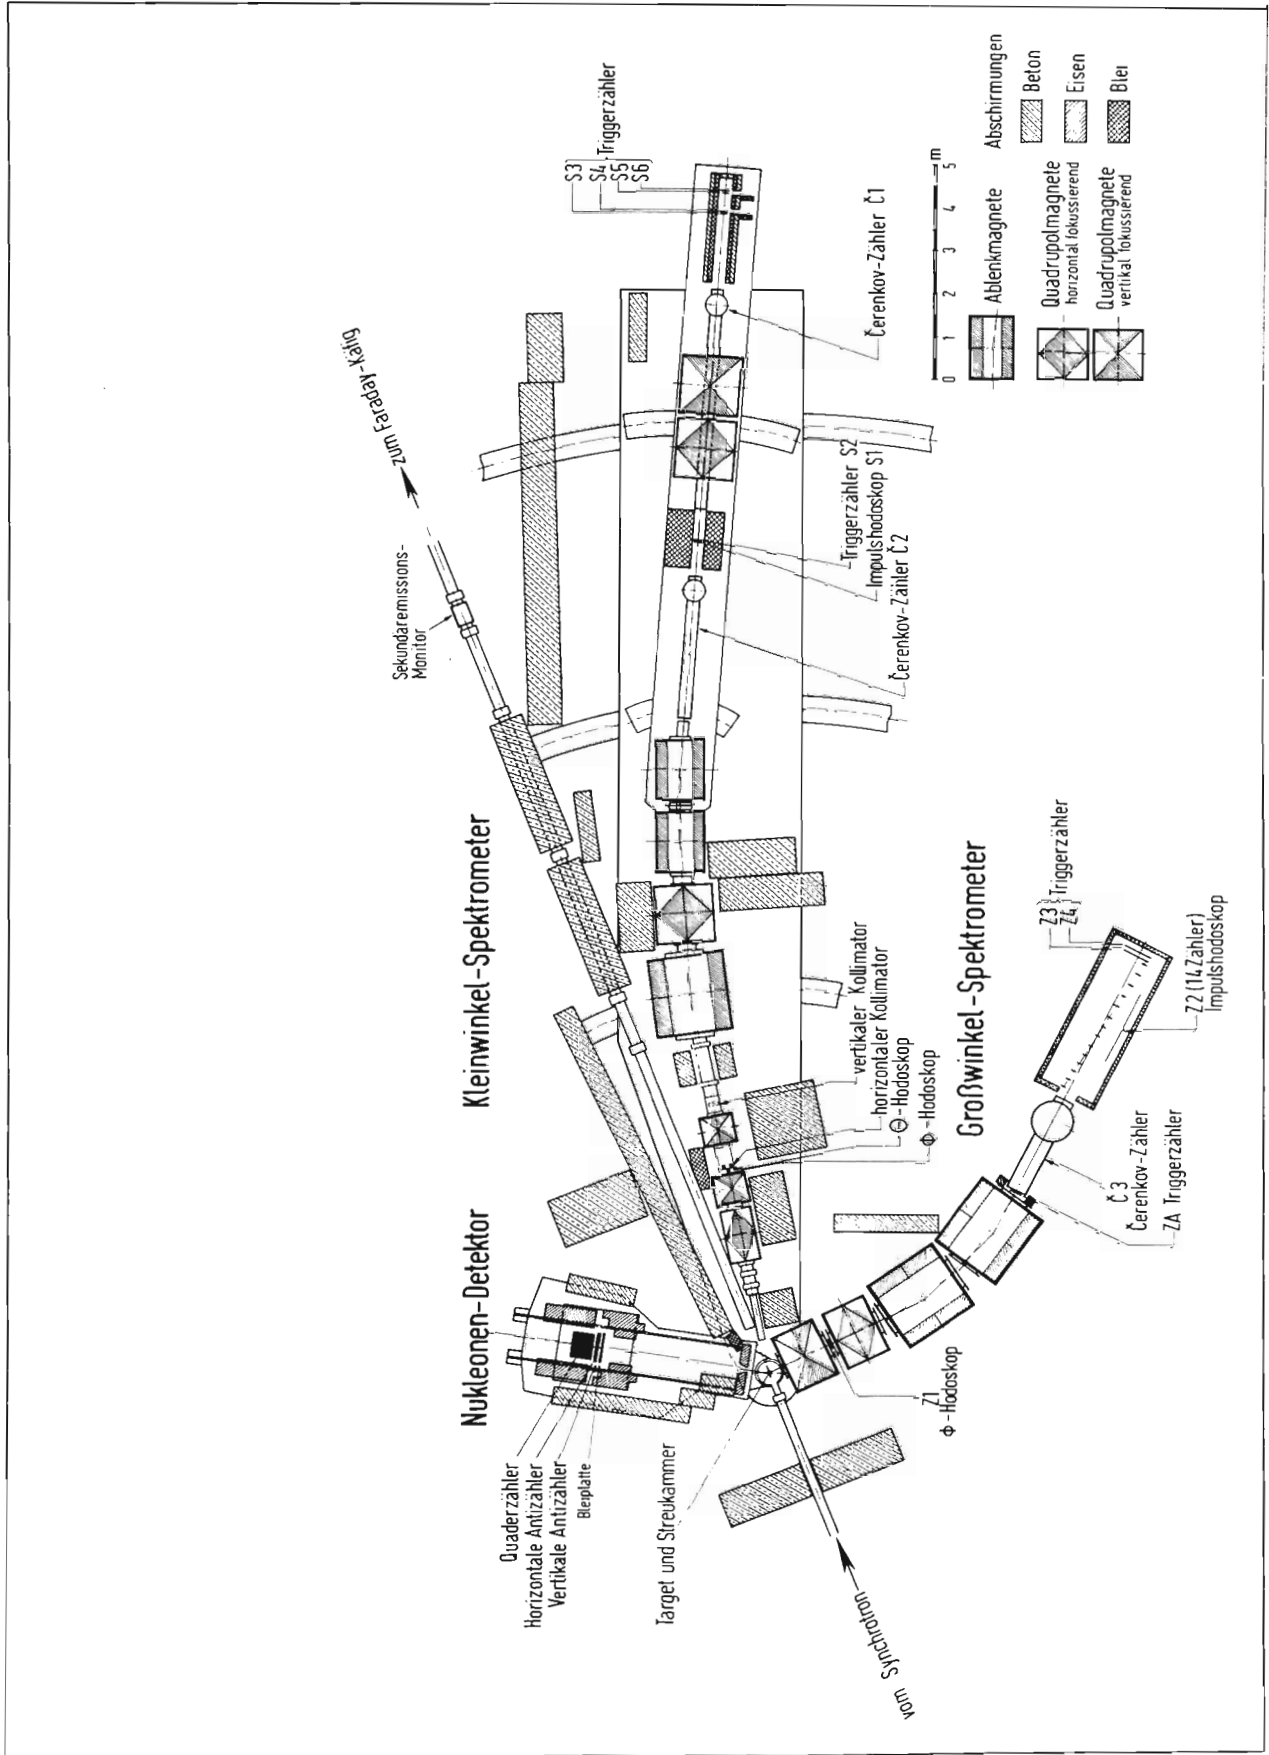 Nukleonen-Detektor
Kleinwinkel-Spektrometer
Großwinkel-Spektrometer
Quaderzähler
Horizontale Antizähler
Vertikale Antizähler
Bleiplatte
Target und Streukammer
vom Synchrotron
Sekundaremissions-
Monitor
zum Faraday-Käfig
S3
S4
S5
S6
Triggerzähler
Čerenkov-Zähler Č1
Triggerzähler S2
Impulshodoskop S1
Čerenkov-Zähler Č2
vertikaler Kollimator
horizontaler Kollimator
Θ-Hodoskop
Φ-Hodoskop
Z1
Φ-Hodoskop
Č3
Čerenkov-Zähler
ZA Triggerzähler
Z3
Z4
Triggerzähler
Z2 (14 Zähler)
Impulshodoskop
0 1 2 3 4 5 m
Ablenkmagnete
Quadrupolmagnete
horizontal fokussierend
Quadrupolmagnete
vertikal fokussierend
Abschirmungen
Beton
Eisen
Blei